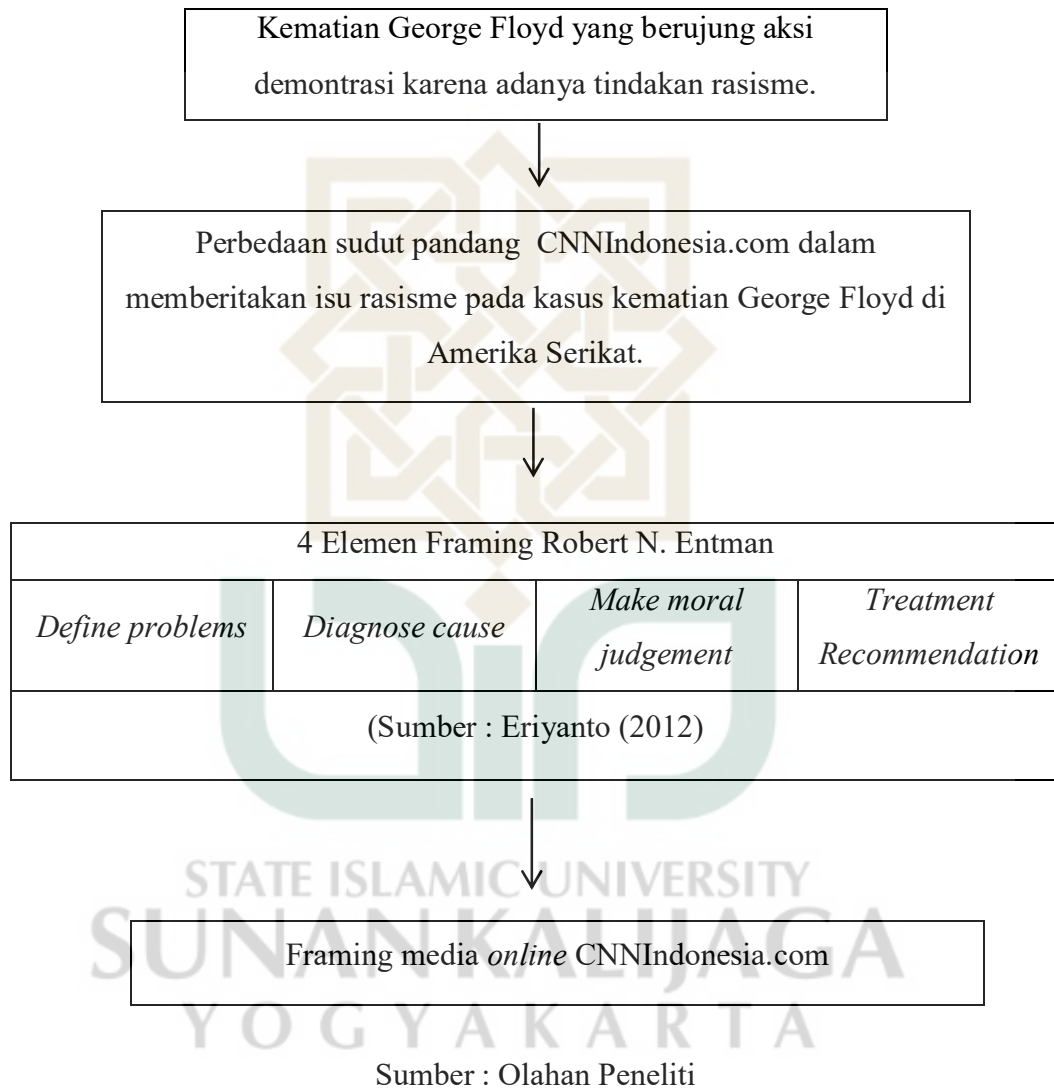 Kematian George Floyd yang berujung aksi
demontrasi karena adanya tindakan rasisme.
Perbedaan sudut pandang CNNIndonesia.com dalam
memberitakan isu rasisme pada kasus kematian George Floyd di
Amerika Serikat.
4 Elemen Framing Robert N. Entman
Define problems
Diagnose cause
Make moral
judgement
Treatment
Recommendation
(Sumber : Eriyanto (2012)
STATE ISLAMIC UNIVERSITY
SUNAN KALIJAGA
YOGYAKARTA
Framing media online CNNIndonesia.com
Sumber : Olahan Peneliti